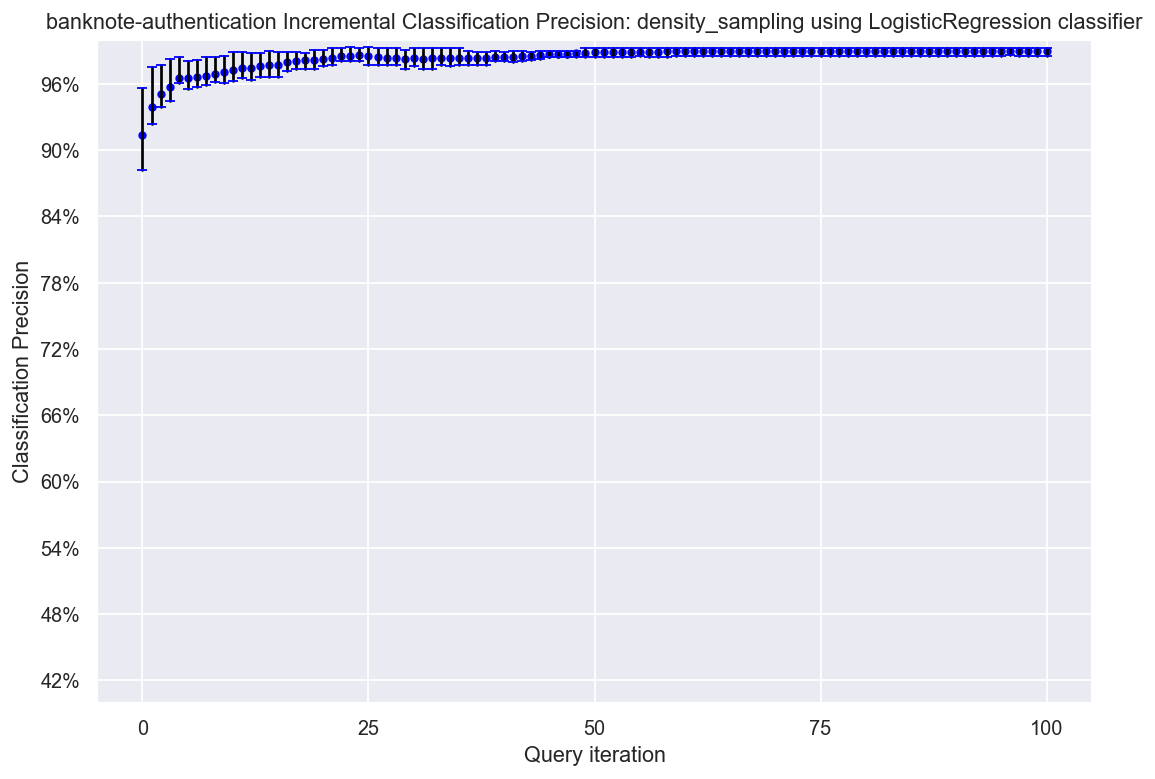 banknote-authentication Incremental Classification Precision: density_sampling using LogisticRegression classifier
96%
90%
84%
78%
72%
66%
60%
54%
48%
42%
Classification Precision
0 25 50 75 100
Query iteration